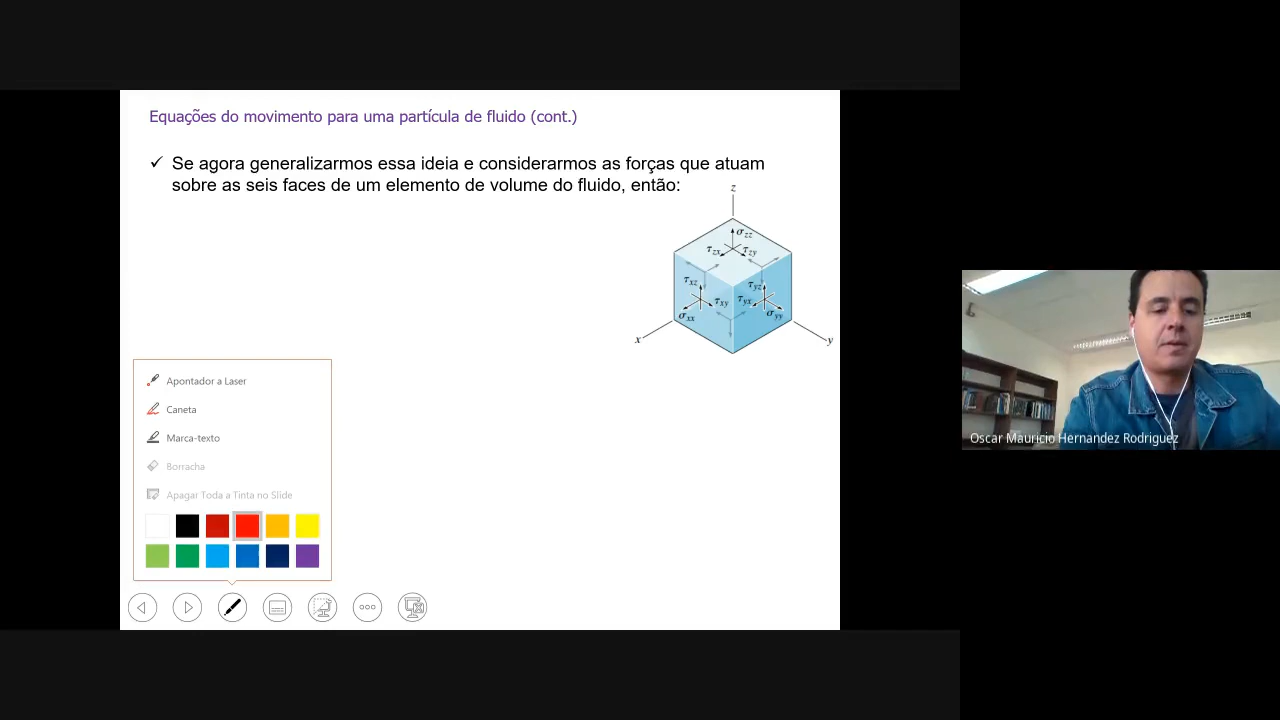 Equações do movimento para uma partícula de fluido (cont.)
✓ Se agora generalizarmos essa ideia e considerarmos as forças que atuam
sobre as seis faces de um elemento de volume do fluido, então:
z
σzz
τzx τzy
τxz τyz
τxy τyx
σxx σyy
x y
Apontador a Laser
Caneta
Marca-texto
Borracha
Apagar Toda a Tinta no Slide
Oscar Mauricio Hernandez Rodriguez